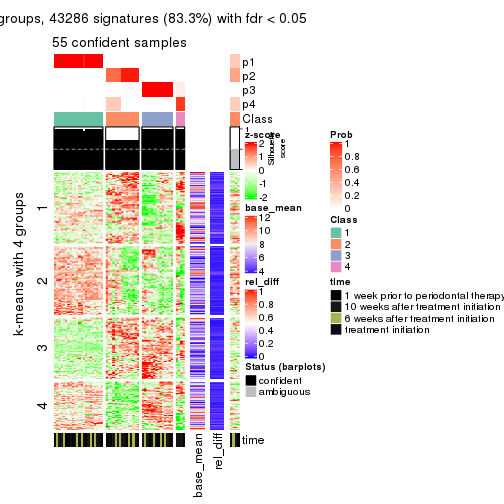 groups, 43286 signatures (83.3%) with fdr < 0.05
55 confident samples
p1
p2
p3
p4
Class
1
Silhouette
score
z-score
2
1
0
-1
-2
base_mean
12
10
8
6
4
rel_diff
1
0.8
0.6
0.4
0.2
0
Status (barplots)
confident
ambiguous
Prob
1
0.8
0.6
0.4
0.2
0
Class
1
2
3
4
time
1 week prior to periodontal therapy
10 weeks after treatment initiation
6 weeks after treatment initiation
treatment initiation
k-means with 4 groups
1
2
3
4
time
base_mean
rel_diff